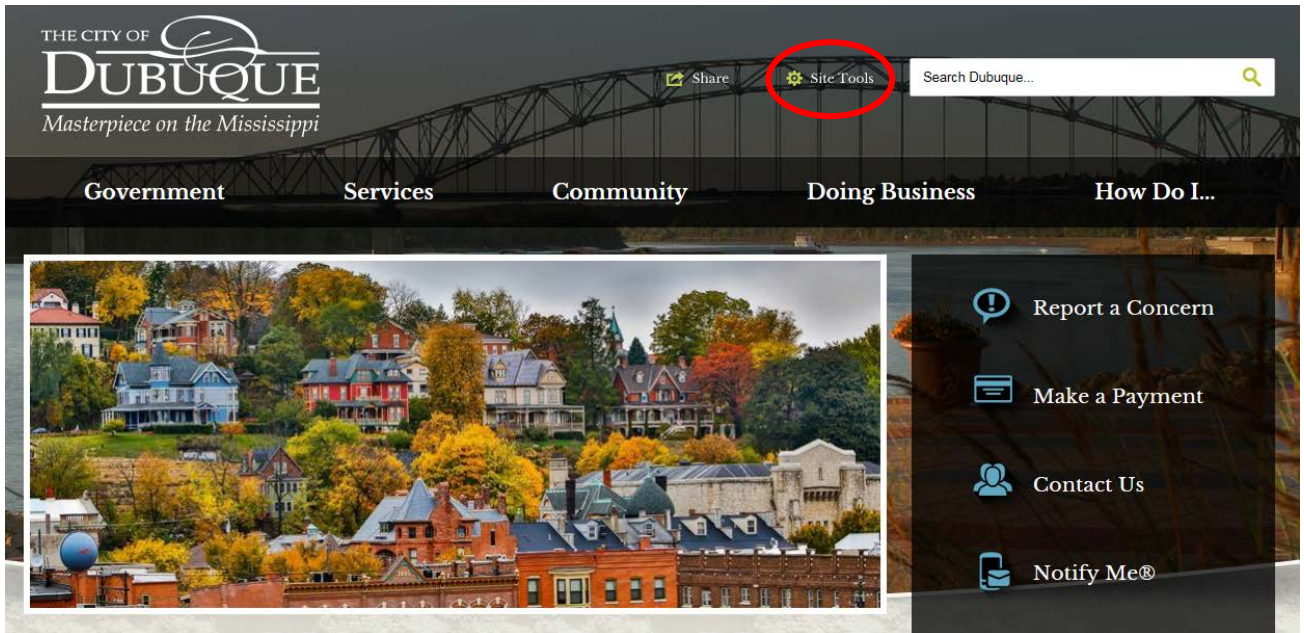 THE CITY OF
DUBUQUE
Masterpiece on the Mississippi
Share
Site Tools
Search Dubuque...
Government
Services
Community
Doing Business
How Do I...
Report a Concern
Make a Payment
Contact Us
Notify Me®